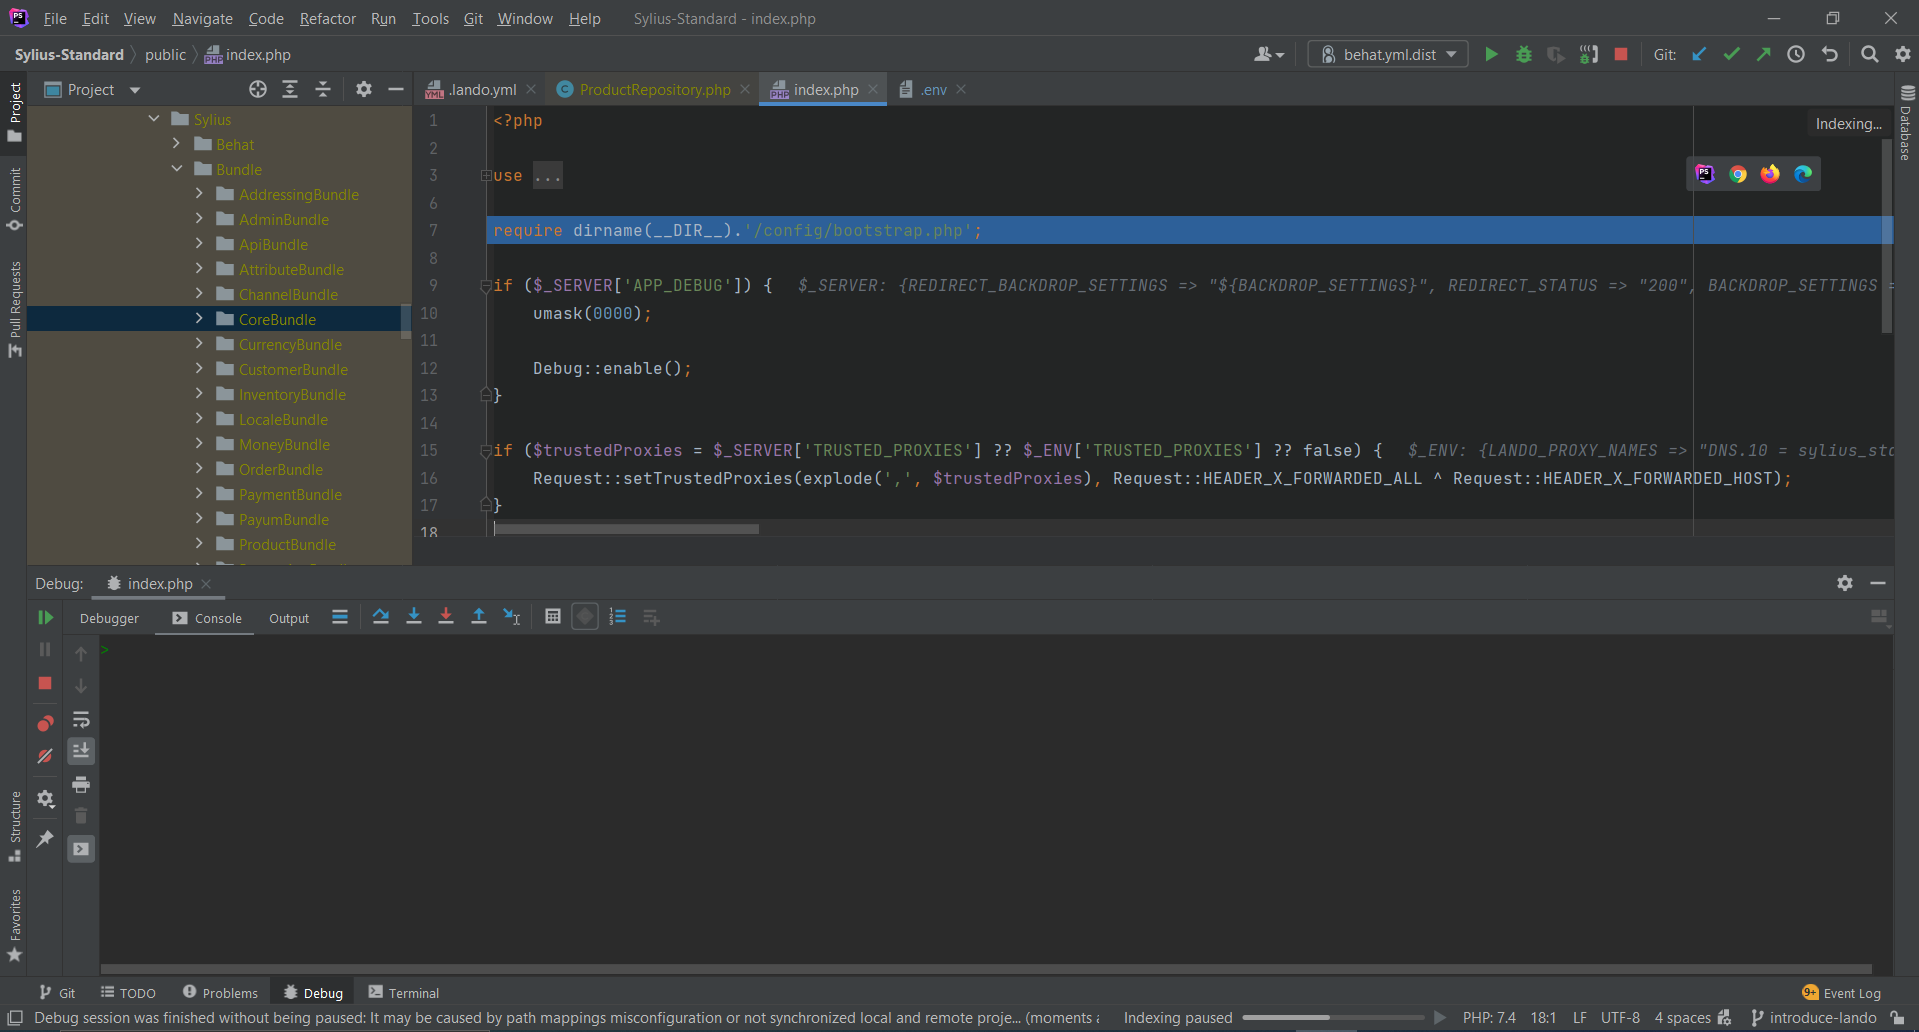 File Edit View Navigate Code Refactor Run Tools Git Window Help Sylius-Standard - index.php
Sylius-Standard public index.php behat.yml.dist Git:
Project .lando.yml ProductRepository.php index.php .env
Project
Commit
Pull Requests
Structure
Favorites
Database
Sylius
Behat
Bundle
AddressingBundle
AdminBundle
ApiBundle
AttributeBundle
ChannelBundle
CoreBundle
CurrencyBundle
CustomerBundle
InventoryBundle
LocaleBundle
MoneyBundle
OrderBundle
PaymentBundle
PayumBundle
ProductBundle
Indexing...
1 <?php
2
3 use ...
6
7 require dirname(__DIR__).'/config/bootstrap.php';
8
9 if ($_SERVER['APP_DEBUG']) { $_SERVER: {REDIRECT_BACKDROP_SETTINGS => "${BACKDROP_SETTINGS}", REDIRECT_STATUS => "200", BACKDROP_SETTINGS =
10 umask(0000);
11
12 Debug::enable();
13 }
14
15 if ($trustedProxies = $_SERVER['TRUSTED_PROXIES'] ?? $_ENV['TRUSTED_PROXIES'] ?? false) { $_ENV: {LANDO_PROXY_NAMES => "DNS.10 = sylius_sta
16 Request::setTrustedProxies(explode(',', $trustedProxies), Request::HEADER_X_FORWARDED_ALL ^ Request::HEADER_X_FORWARDED_HOST);
17 }
18
Debug: index.php
Debugger Console Output
>
Git TODO Problems Debug Terminal 9+ Event Log
Debug session was finished without being paused: It may be caused by path mappings misconfiguration or not synchronized local and remote proje... (moments a Indexing paused PHP: 7.4 18:1 LF UTF-8 4 spaces introduce-lando